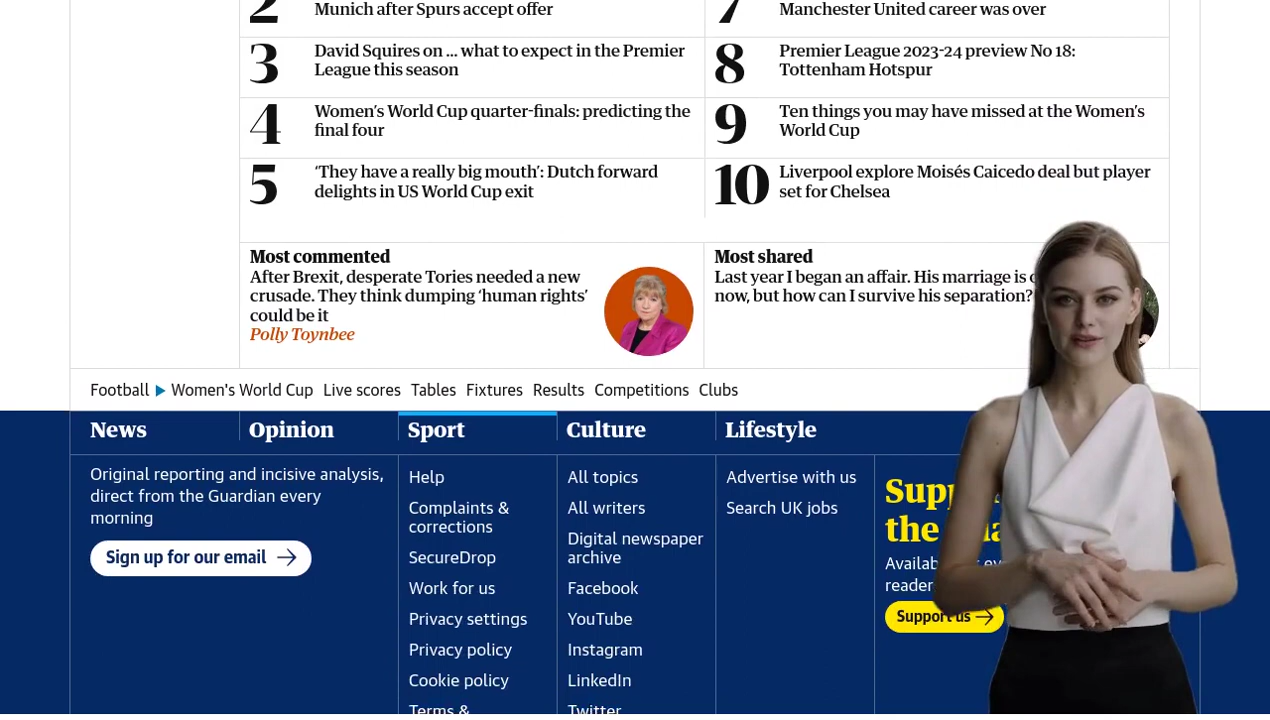 2
Munich after Spurs accept offer
3
David Squires on … what to expect in the Premier
League this season
4
Women’s World Cup quarter-finals: predicting the
final four
5
‘They have a really big mouth’: Dutch forward
delights in US World Cup exit
7
Manchester United career was over
8
Premier League 2023-24 preview No 18:
Tottenham Hotspur
9
Ten things you may have missed at the Women’s
World Cup
10
Liverpool explore Moisés Caicedo deal but player
set for Chelsea
Most commented
After Brexit, desperate Tories needed a new
crusade. They think dumping ‘human rights’
could be it
Polly Toynbee
Most shared
Last year I began an affair. His marriage is
now, but how can I survive his separation?
Football Women's World Cup Live scores Tables Fixtures Results Competitions Clubs
News Opinion Sport Culture Lifestyle
Original reporting and incisive analysis,
direct from the Guardian every
morning
Sign up for our email
Help
Complaints &
corrections
SecureDrop
Work for us
Privacy settings
Privacy policy
Cookie policy
Terms &
All topics
All writers
Digital newspaper
archive
Facebook
YouTube
Instagram
LinkedIn
Twitter
Advertise with us
Search UK jobs
the
Support us